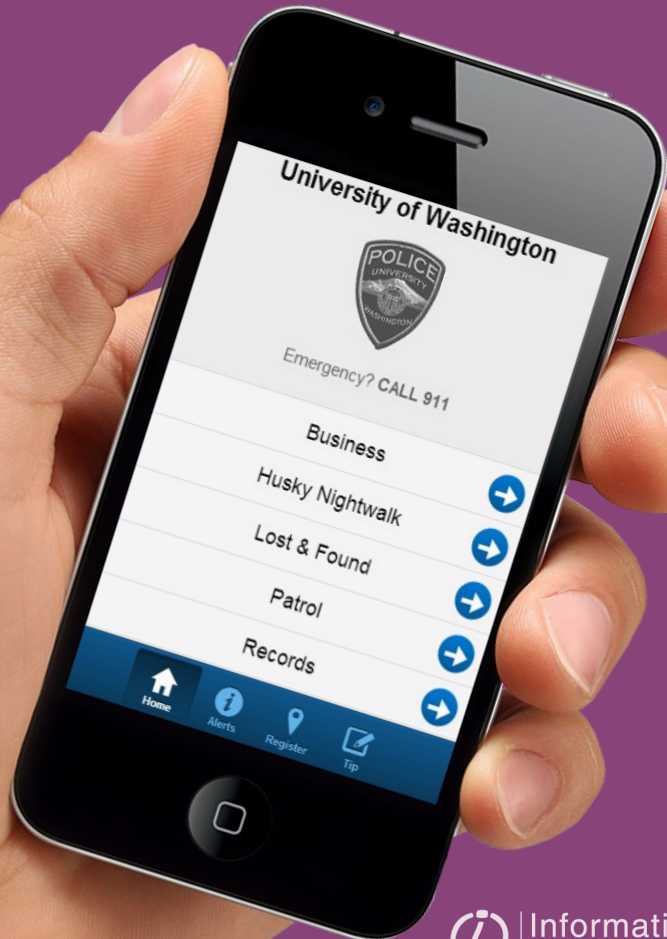 University of Washington
POLICE
UNIVERSITY
WASHINGTON
Emergency? CALL 911
Business
Husky Nightwalk
Lost & Found
Patrol
Records
Home
Alerts
Register
Tip
Informati